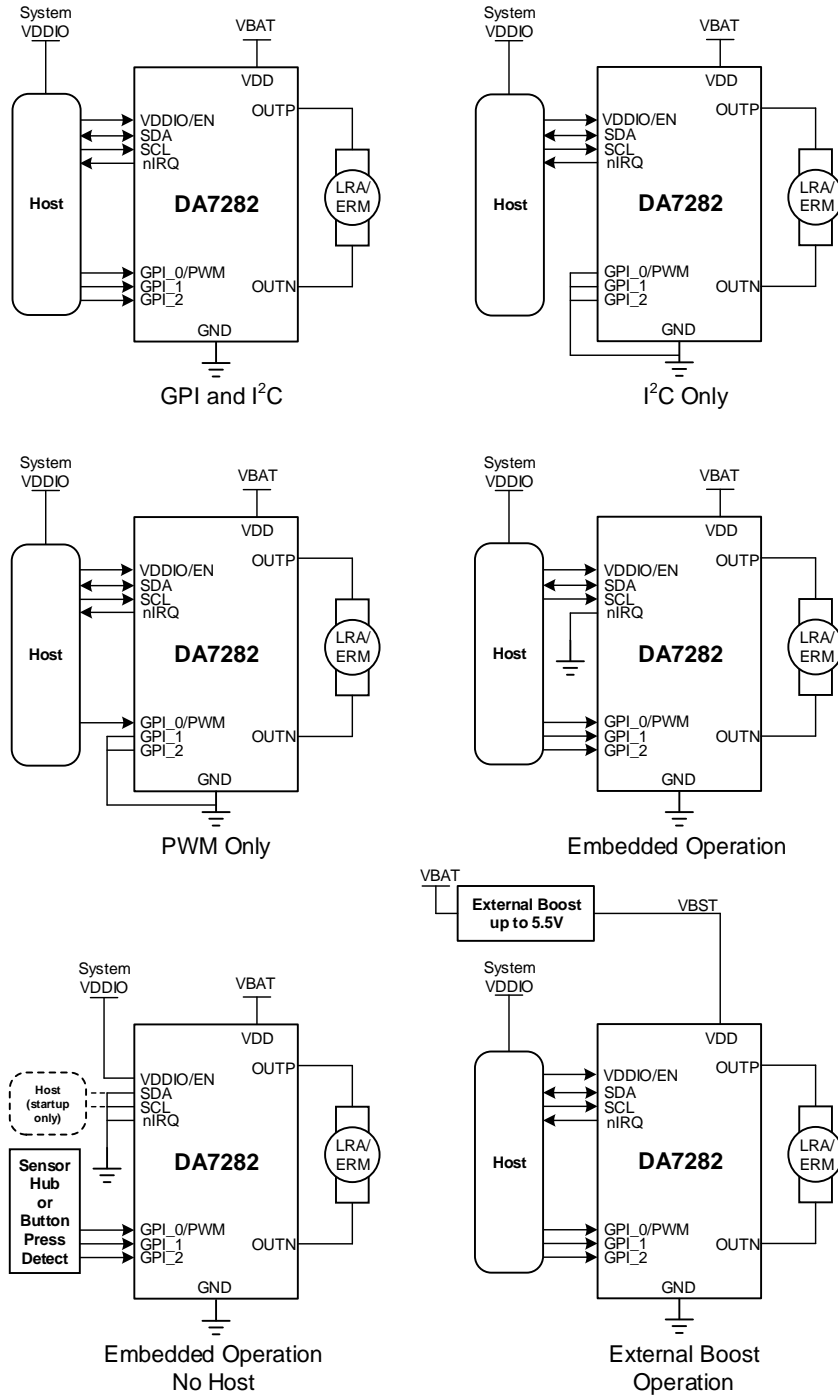 System
VDDIO
VBAT
VDD
OUTP
VDDIO/EN
SDA
SCL
nIRQ
LRA/
ERM
Host
DA7282
GPI_0/PWM
GPI_1
GPI_2
OUTN
GND
GPI and I²C
System
VDDIO
VBAT
VDD
OUTP
VDDIO/EN
SDA
SCL
nIRQ
LRA/
ERM
Host
DA7282
GPI_0/PWM
GPI_1
GPI_2
OUTN
GND
I²C Only
System
VDDIO
VBAT
VDD
OUTP
VDDIO/EN
SDA
SCL
nIRQ
LRA/
ERM
Host
DA7282
GPI_0/PWM
GPI_1
GPI_2
OUTN
GND
PWM Only
System
VDDIO
VBAT
VDD
OUTP
VDDIO/EN
SDA
SCL
nIRQ
LRA/
ERM
Host
DA7282
GPI_0/PWM
GPI_1
GPI_2
OUTN
GND
Embedded Operation
System
VDDIO
VBAT
VDD
OUTP
VDDIO/EN
SDA
SCL
nIRQ
Host
(startup
only)
LRA/
ERM
DA7282
Sensor
Hub
or
Button
Press
Detect
GPI_0/PWM
GPI_1
GPI_2
OUTN
GND
Embedded Operation
No Host
VBAT
External Boost
up to 5.5V
VBST
System
VDDIO
VDD
OUTP
VDDIO/EN
SDA
SCL
nIRQ
LRA/
ERM
Host
DA7282
GPI_0/PWM
GPI_1
GPI_2
OUTN
GND
External Boost
Operation